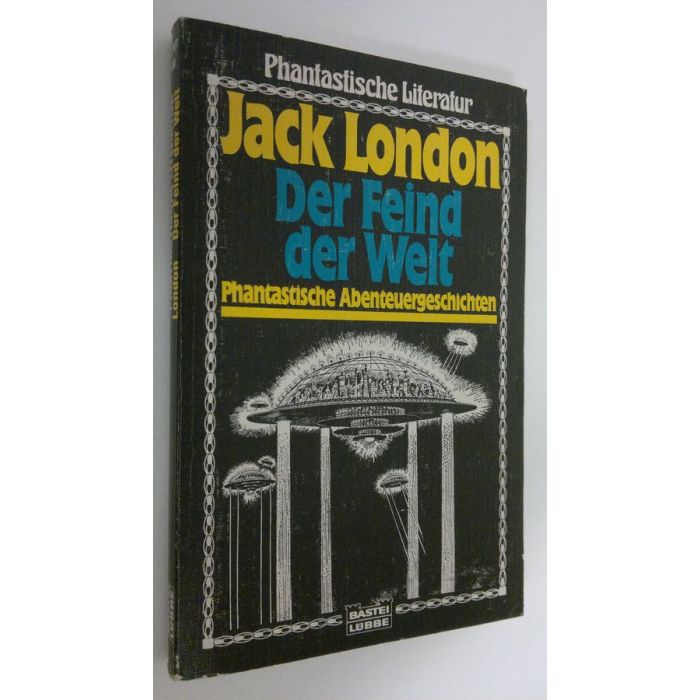 Phantastische Literatur
Jack London
Der Feind
der Welt
Phantastische Abenteuergeschichten
BASTEI
LÜBBE
London Der Feind der Welt